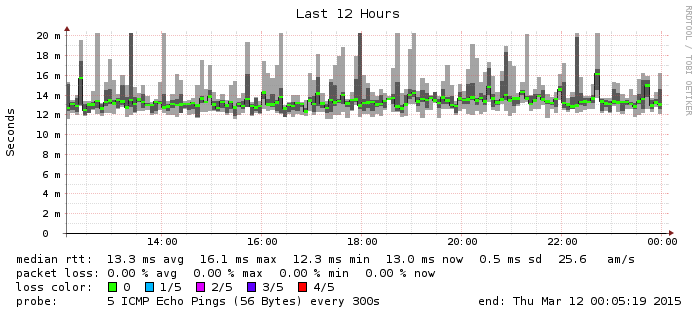 Last 12 Hours
RRDTOOL / TOBI OETIKER
Seconds
20 m
18 m
16 m
14 m
12 m
10 m
8 m
6 m
4 m
2 m
0
14:00 16:00 18:00 20:00 22:00 00:00
median rtt: 13.3 ms avg 16.1 ms max 12.3 ms min 13.0 ms now 0.5 ms sd 25.6 am/s
packet loss: 0.00 % avg 0.00 % max 0.00 % min 0.00 % now
loss color: 0 1/5 2/5 3/5 4/5
probe: 5 ICMP Echo Pings (56 Bytes) every 300s end: Thu Mar 12 00:05:19 2015